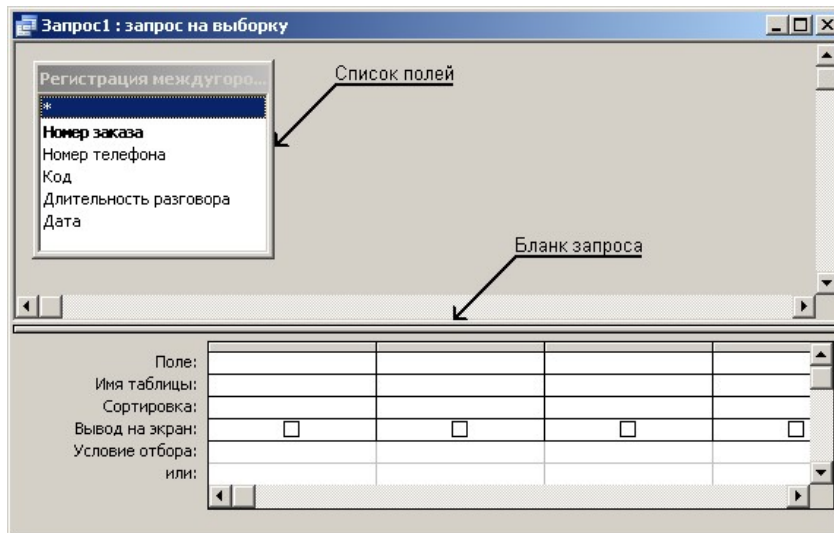 Запрос1 : запрос на выборку
Регистрация междугоро...
Список полей
*
Номер заказа
Номер телефона
Код
Длительность разговора
Дата
Бланк запроса
Поле:
Имя таблицы:
Сортировка:
Вывод на экран:
Условие отбора:
или: